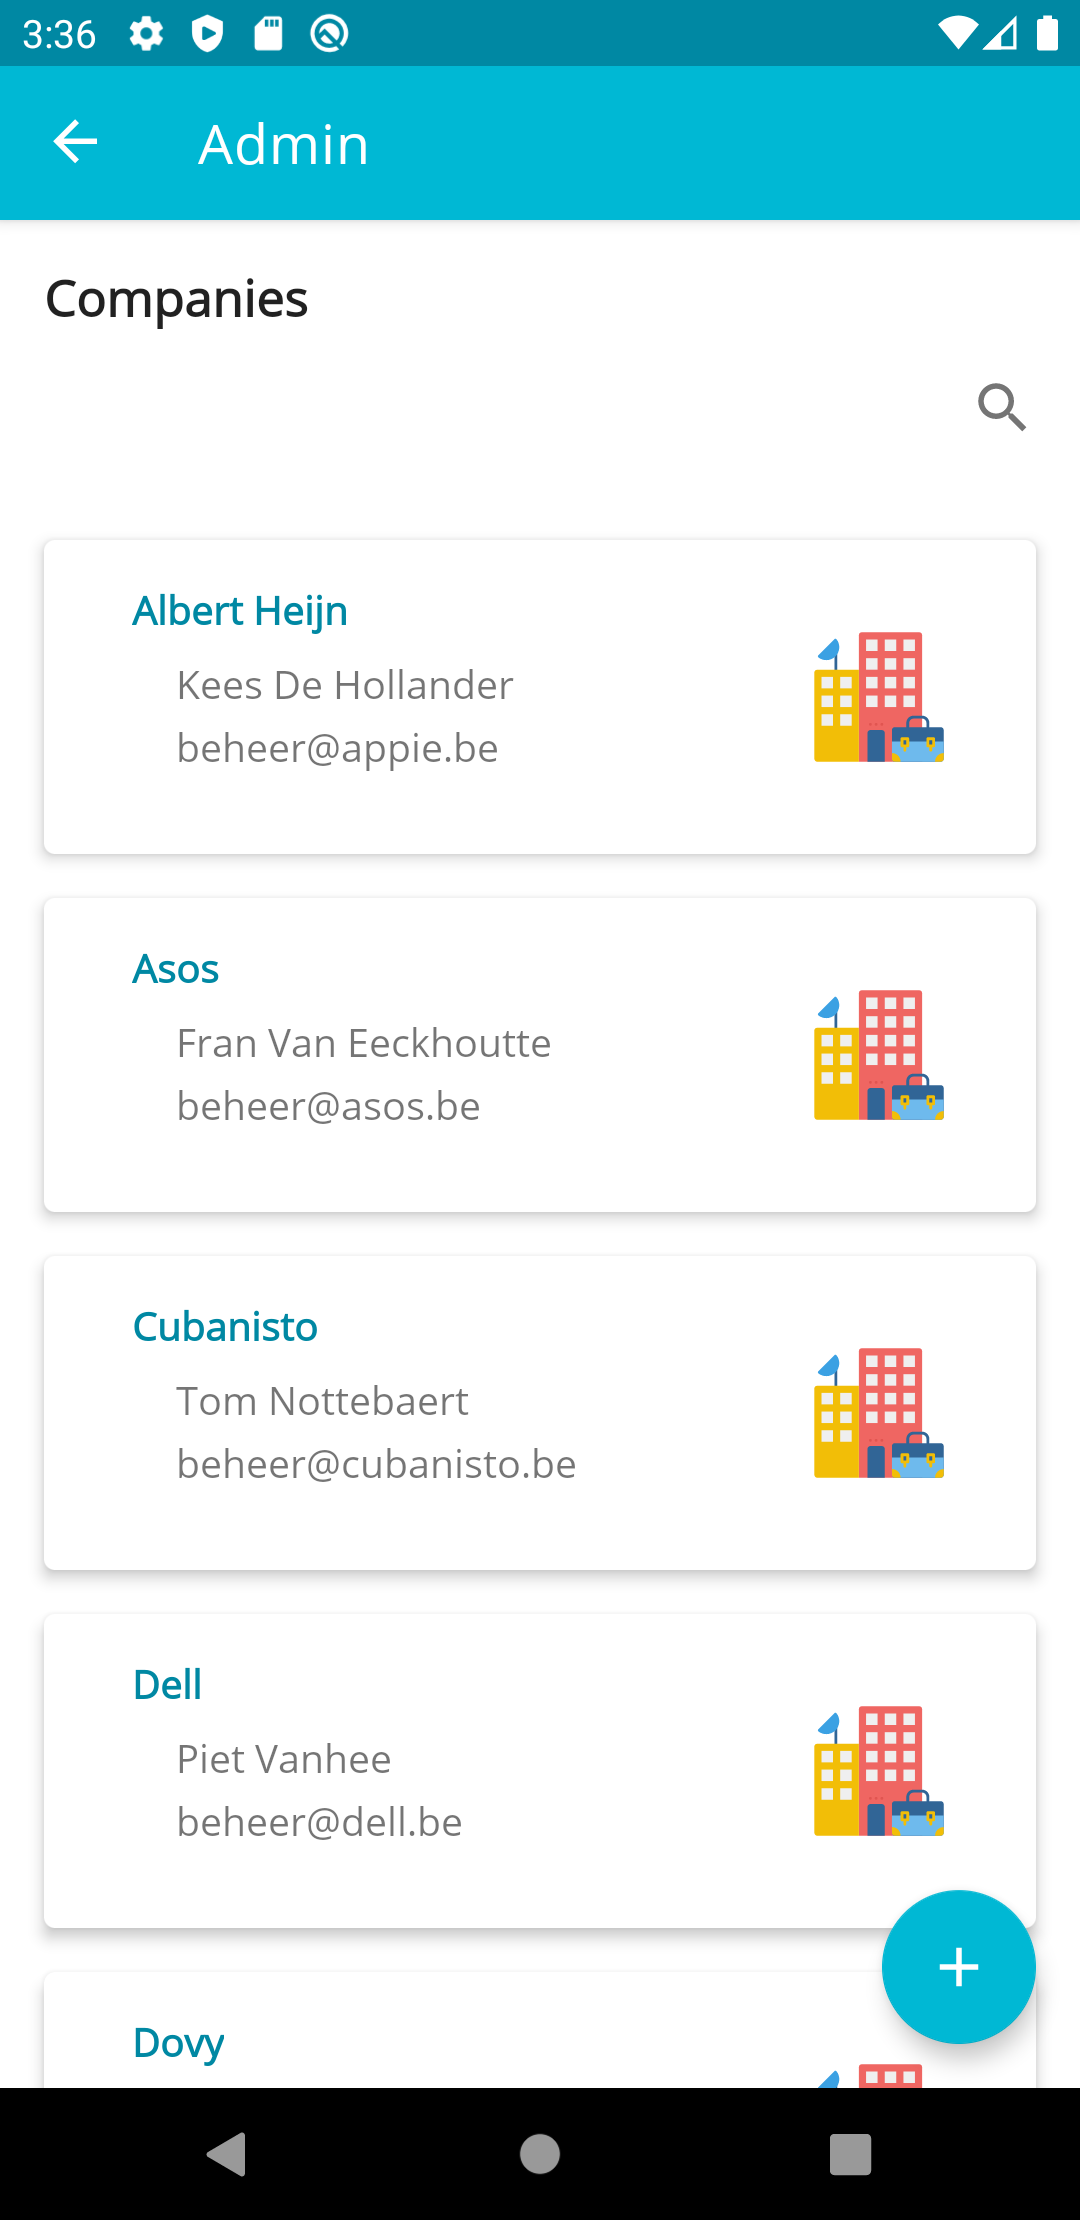 3:36
Admin
Companies
Albert Heijn
Kees De Hollander
beheer@appie.be
Asos
Fran Van Eeckhoutte
beheer@asos.be
Cubanisto
Tom Nottebaert
beheer@cubanisto.be
Dell
Piet Vanhee
beheer@dell.be
Dovy